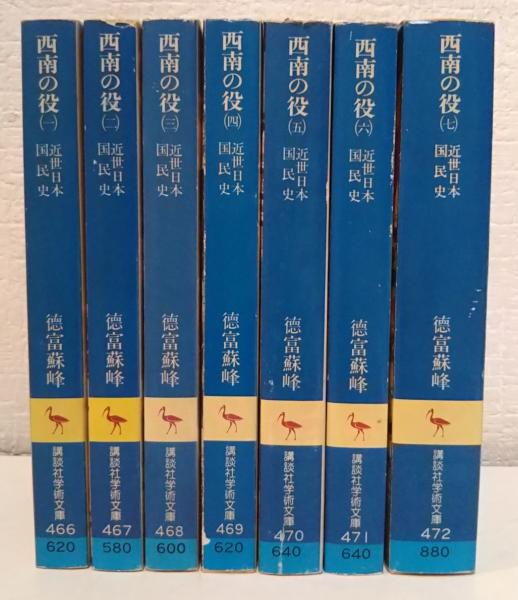 西南の役(一)
近世日本
国民史
徳富蘇峰
講談社学術文庫
466
620
西南の役(二)
近世日本
国民史
徳富蘇峰
講談社学術文庫
467
580
西南の役(三)
近世日本
国民史
徳富蘇峰
講談社学術文庫
468
600
西南の役(四)
近世日本
国民史
徳富蘇峰
講談社学術文庫
469
620
西南の役(五)
近世日本
国民史
徳富蘇峰
講談社学術文庫
470
640
西南の役(六)
近世日本
国民史
徳富蘇峰
講談社学術文庫
471
640
西南の役(七)
近世日本
国民史
徳富蘇峰
講談社学術文庫
472
880